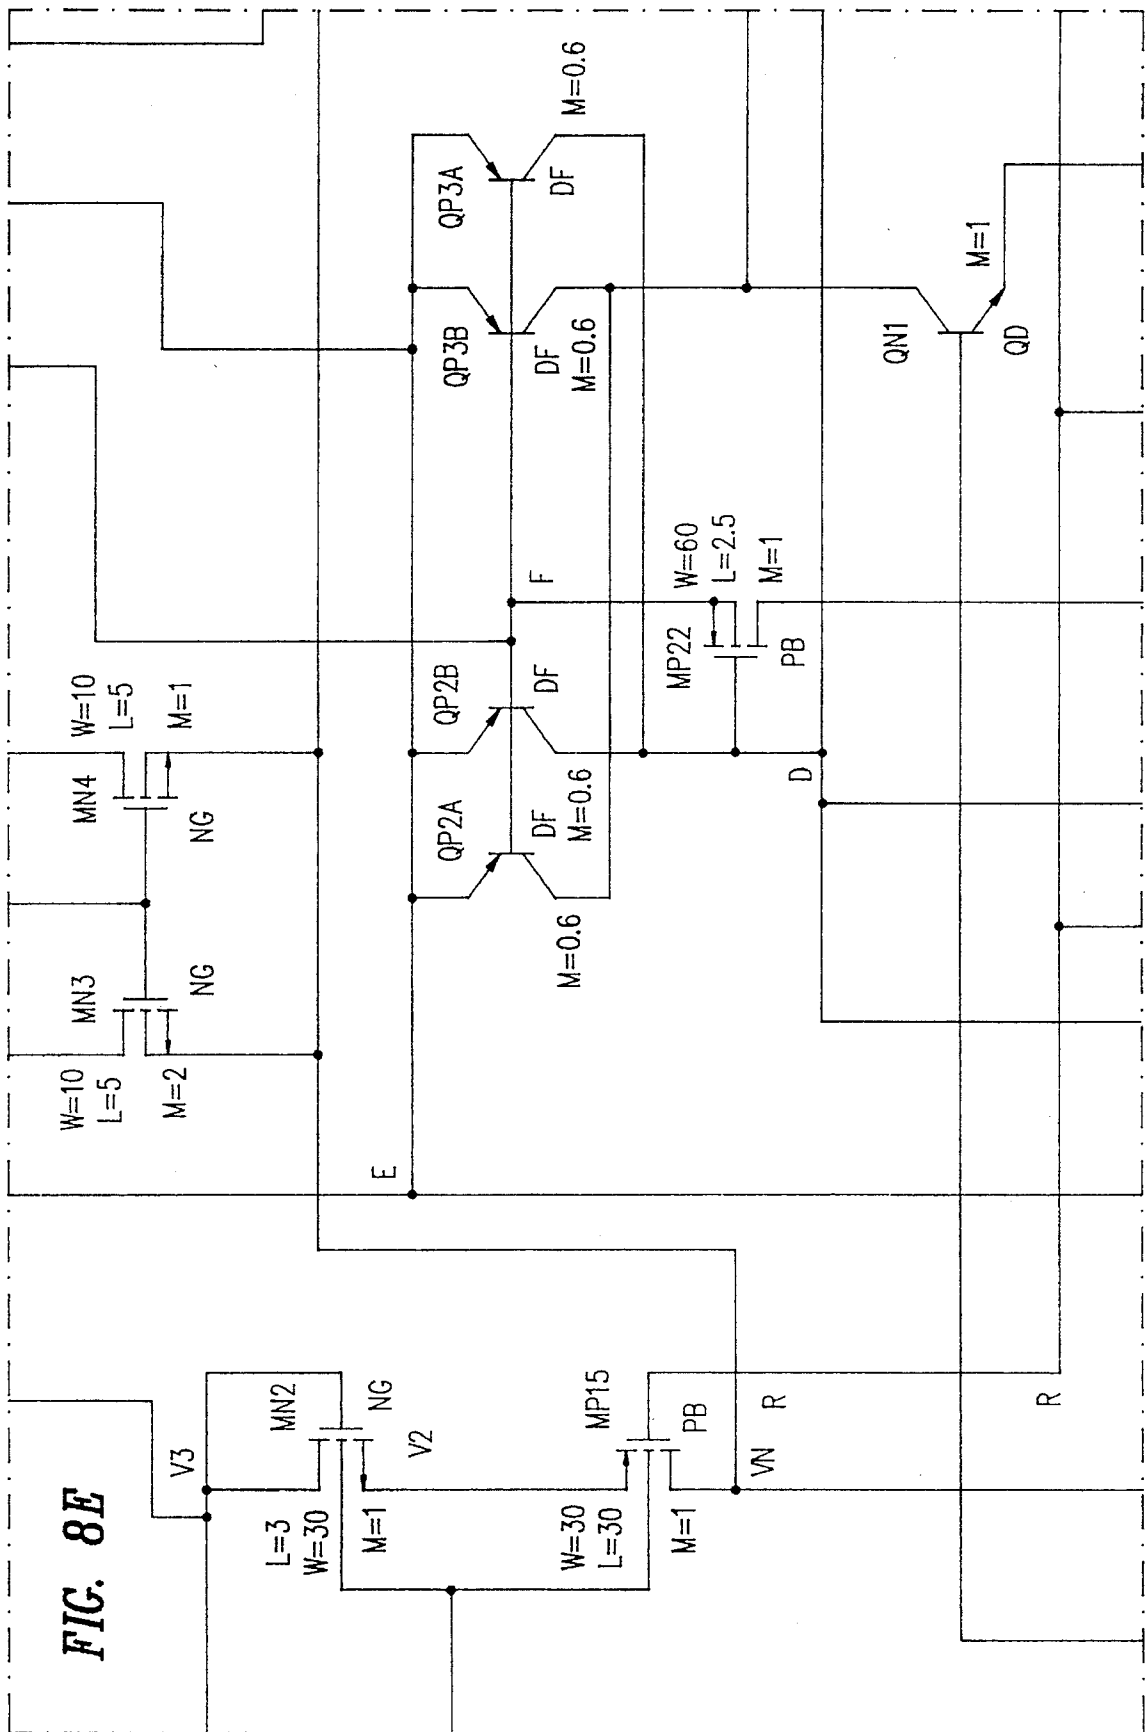 FIG. 8E
V3
MN2
NG
L=3
W=30
M=1
V2
MP15
PB
W=30
L=30
M=1
VN
R
R
E
MN3
NG
W=10
L=5
M=2
MN4
NG
W=10
L=5
M=1
QP2A
DF
M=0.6
QP2B
DF
M=0.6
F
QP3B
DF
M=0.6
QP3A
DF
M=0.6
MP22
PB
W=60
L=2.5
M=1
D
QN1
QD
M=1